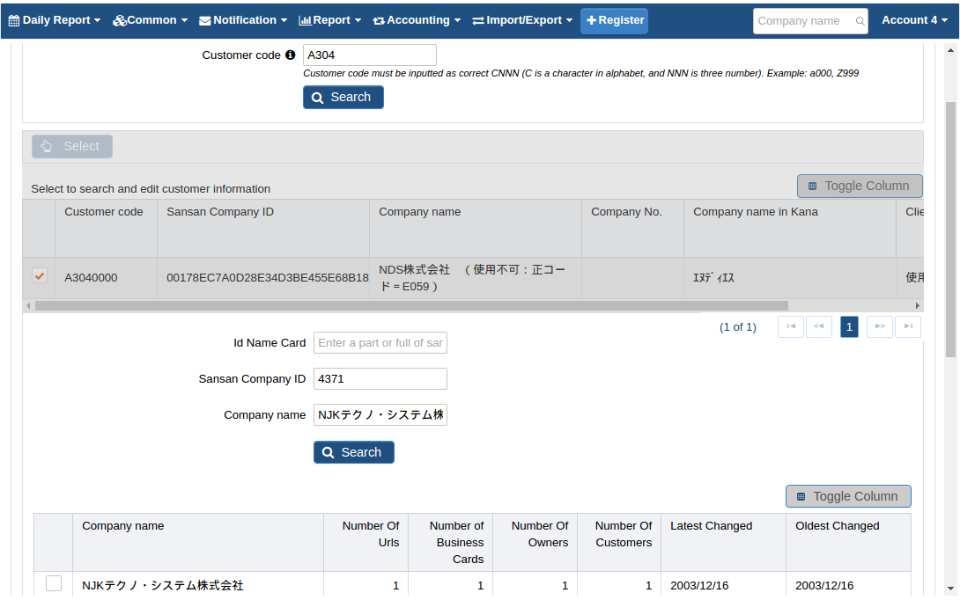 Daily Report Common Notification Report Accounting Import/Export +Register Company name Account 4
Customer code A304
Customer code must be inputted as correct CNNN (C is a character in alphabet, and NNN is three number). Example: a000, Z999
Search
Select
Select to search and edit customer information
Toggle Column
Customer code Sansan Company ID Company name Company No. Company name in Kana Clie
A3040000 00178EC7A0D28E34D3BE455E68B18 NDS株式会社 （使用不可：正コー ｴﾇﾃﾞｨｴｽ 使用
ド＝E059）
(1 of 1) 1
Id Name Card Enter a part or full of sar
Sansan Company ID 4371
Company name NJKテクノ・システム株
Search
Toggle Column
Company name Number Of Number of Number Of Number Of Latest Changed Oldest Changed
Urls Business Owners Customers
Cards
NJKテクノ・システム株式会社 1 1 1 1 2003/12/16 2003/12/16